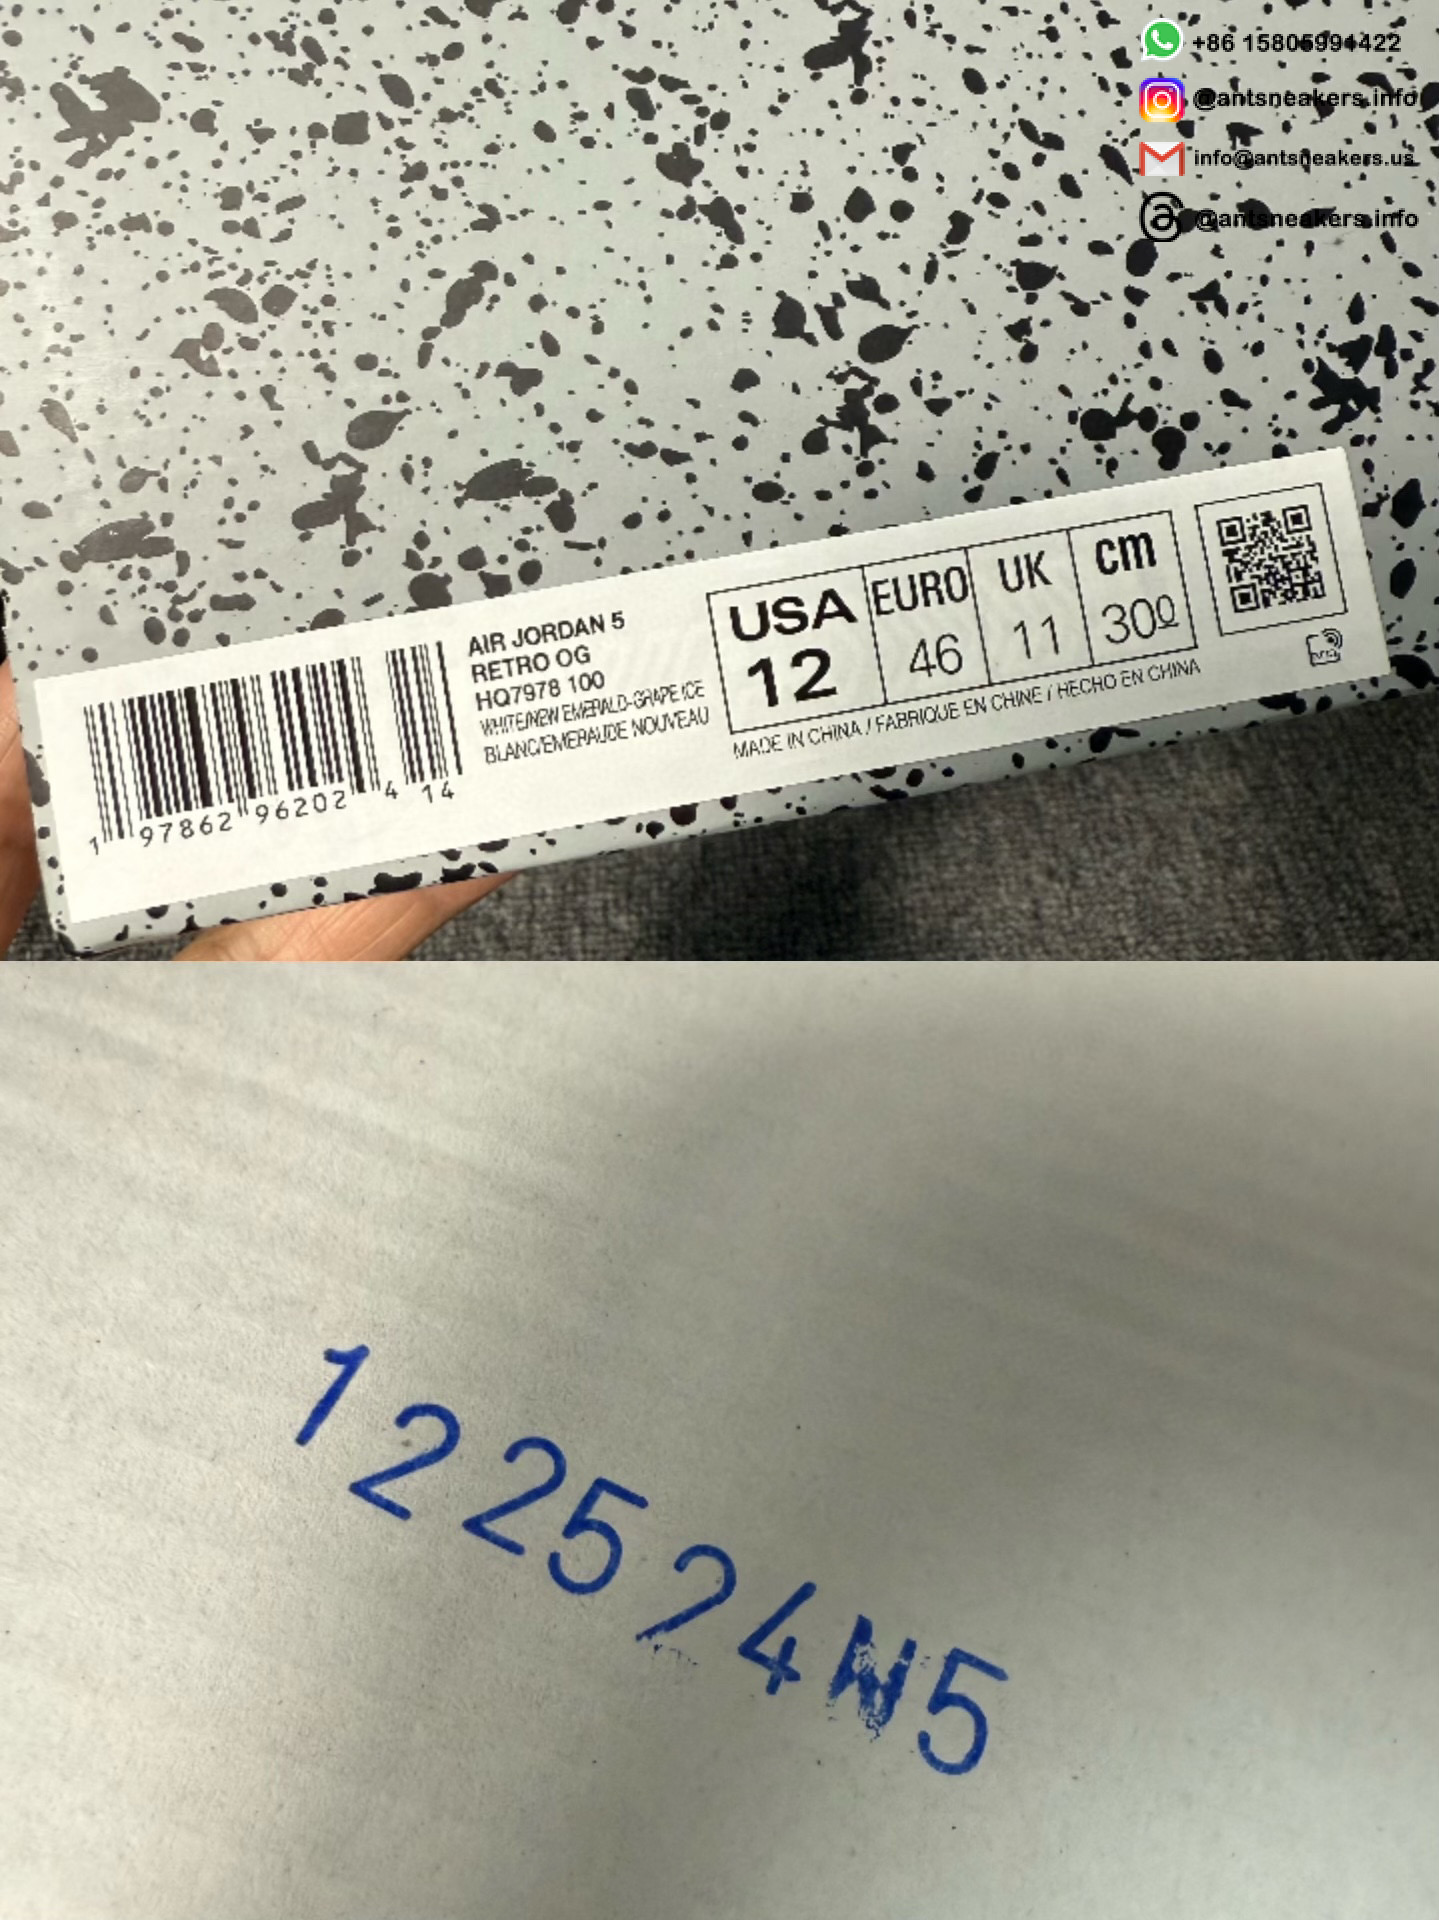 +86 15805991422
@antsneakers.info
info@antsneakers.us
@antsneakers.info
AIR JORDAN 5
RETRO OG
HQ7978 100
WHITE/NEW EMERALD-GRAPE ICE
BLANC/EMERAUDE NOUVEAU
1 97862 96202 4 14
USA EURO UK cm
12 46 11 300
MADE IN CHINA / FABRIQUE EN CHINE / HECHO EN CHINA
122524N5